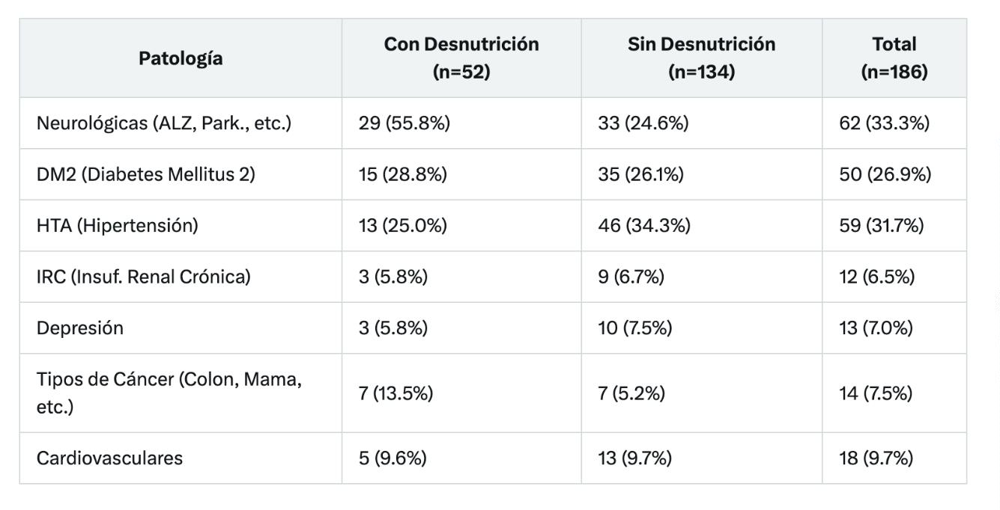 Patología
Con Desnutrición
(n=52)
Sin Desnutrición
(n=134)
Total
(n=186)
Neurológicas (ALZ, Park., etc.)
29 (55.8%)
33 (24.6%)
62 (33.3%)
DM2 (Diabetes Mellitus 2)
15 (28.8%)
35 (26.1%)
50 (26.9%)
HTA (Hipertensión)
13 (25.0%)
46 (34.3%)
59 (31.7%)
IRC (Insuf. Renal Crónica)
3 (5.8%)
9 (6.7%)
12 (6.5%)
Depresión
3 (5.8%)
10 (7.5%)
13 (7.0%)
Tipos de Cáncer (Colon, Mama,
etc.)
7 (13.5%)
7 (5.2%)
14 (7.5%)
Cardiovasculares
5 (9.6%)
13 (9.7%)
18 (9.7%)